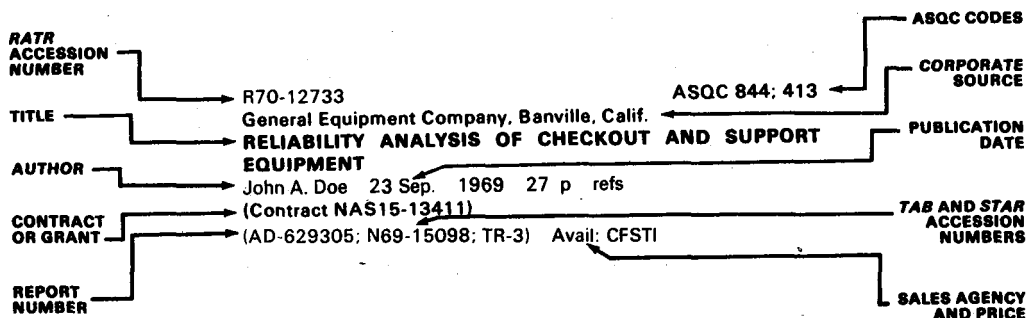 ASQC CODES
RATR
ACCESSION
NUMBER
CORPORATE
SOURCE
R70-12733 ASQC 844; 413
TITLE
General Equipment Company, Banville, Calif.
RELIABILITY ANALYSIS OF CHECKOUT AND SUPPORT
EQUIPMENT
PUBLICATION
DATE
AUTHOR
John A. Doe 23 Sep. 1969 27 p refs
CONTRACT
OR GRANT
(Contract NAS15-13411)
TAB AND STAR
ACCESSION
NUMBERS
(AD-629305; N69-15098; TR-3) Avail: CFSTI
REPORT
NUMBER
SALES AGENCY
AND PRICE